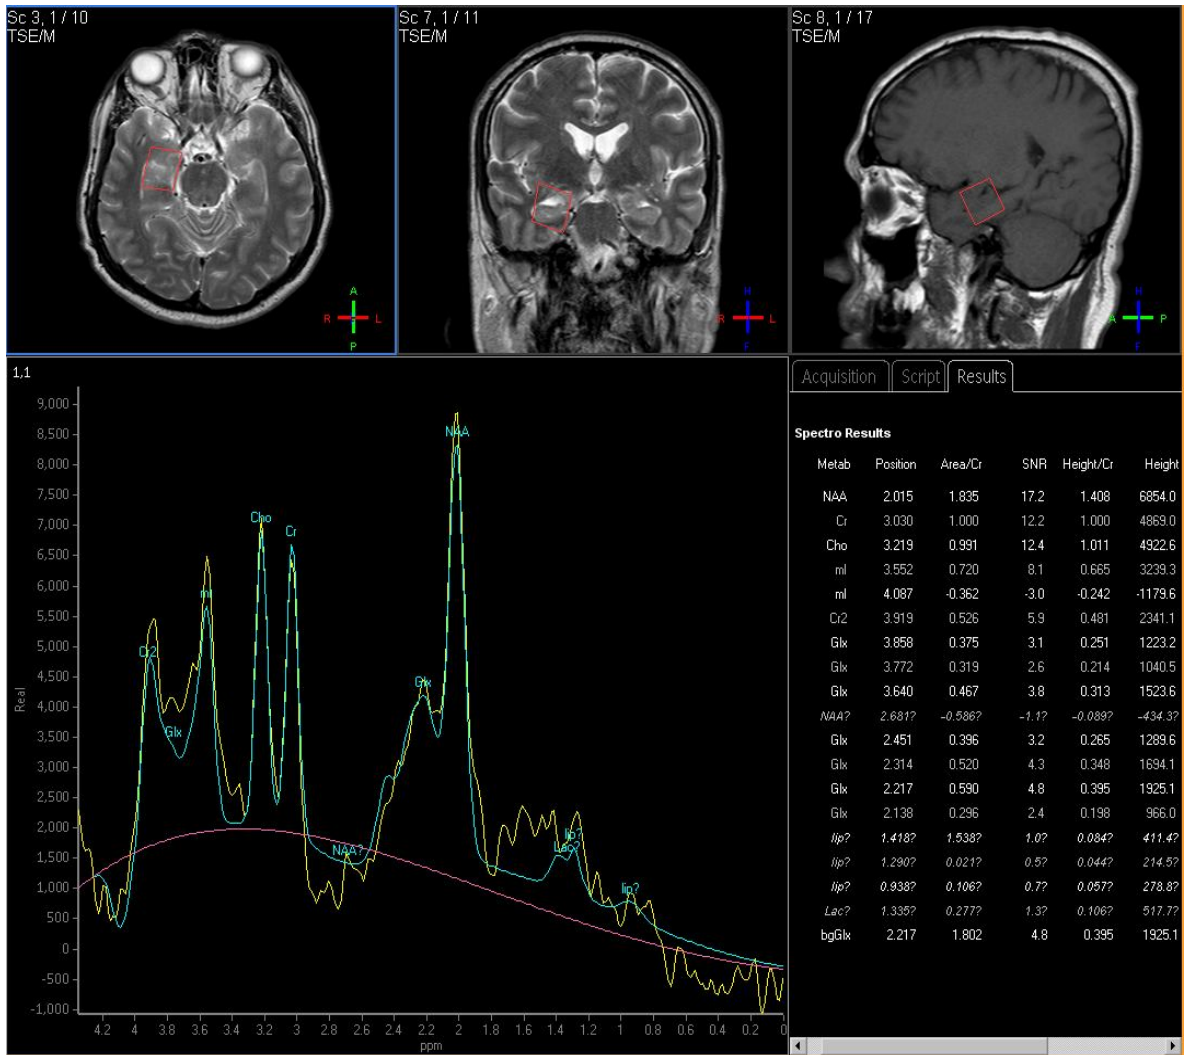 Sc 3, 1 / 10
TSE/M
A
R L
P
Sc 7, 1 / 11
TSE/M
H
R L
F
Sc 8, 1 / 17
TSE/M
H
A P
F
1,1
9,000
8,500
8,000
7,500
7,000
6,500
6,000
5,500
5,000
4,500
4,000
3,500
3,000
2,500
2,000
1,500
1,000
500
0
-500
-1,000
Real
Cr2
Glx
mI
Cho
Cr
NAA?
Glx
NAA
lip?
Lac?
lip?
4.2 4 3.8 3.6 3.4 3.2 3 2.8 2.6 2.4 2.2 2 1.8 1.6 1.4 1.2 1 0.8 0.6 0.4 0.2 0
ppm
Acquisition Script Results
Spectro Results
Metab Position Area/Cr SNR Height/Cr Height
NAA 2.015 1.835 17.2 1.408 6854.0
Cr 3.030 1.000 12.2 1.000 4869.0
Cho 3.219 0.991 12.4 1.011 4922.6
mI 3.552 0.720 8.1 0.665 3239.3
mI 4.087 -0.362 -3.0 -0.242 -1179.6
Cr2 3.919 0.526 5.9 0.481 2341.1
Glx 3.858 0.375 3.1 0.251 1223.2
Glx 3.772 0.319 2.6 0.214 1040.5
Glx 3.640 0.467 3.8 0.313 1523.6
NAA? 2.681? -0.586? -1.1? -0.089? -434.3?
Glx 2.451 0.396 3.2 0.265 1289.6
Glx 2.314 0.520 4.3 0.348 1694.1
Glx 2.217 0.590 4.8 0.395 1925.1
Glx 2.138 0.296 2.4 0.198 966.0
lip? 1.418? 1.538? 1.0? 0.084? 411.4?
lip? 1.290? 0.021? 0.5? 0.044? 214.5?
lip? 0.938? 0.106? 0.7? 0.057? 278.8?
Lac? 1.335? 0.277? 1.3? 0.106? 517.7?
bgGlx 2.217 1.802 4.8 0.395 1925.1